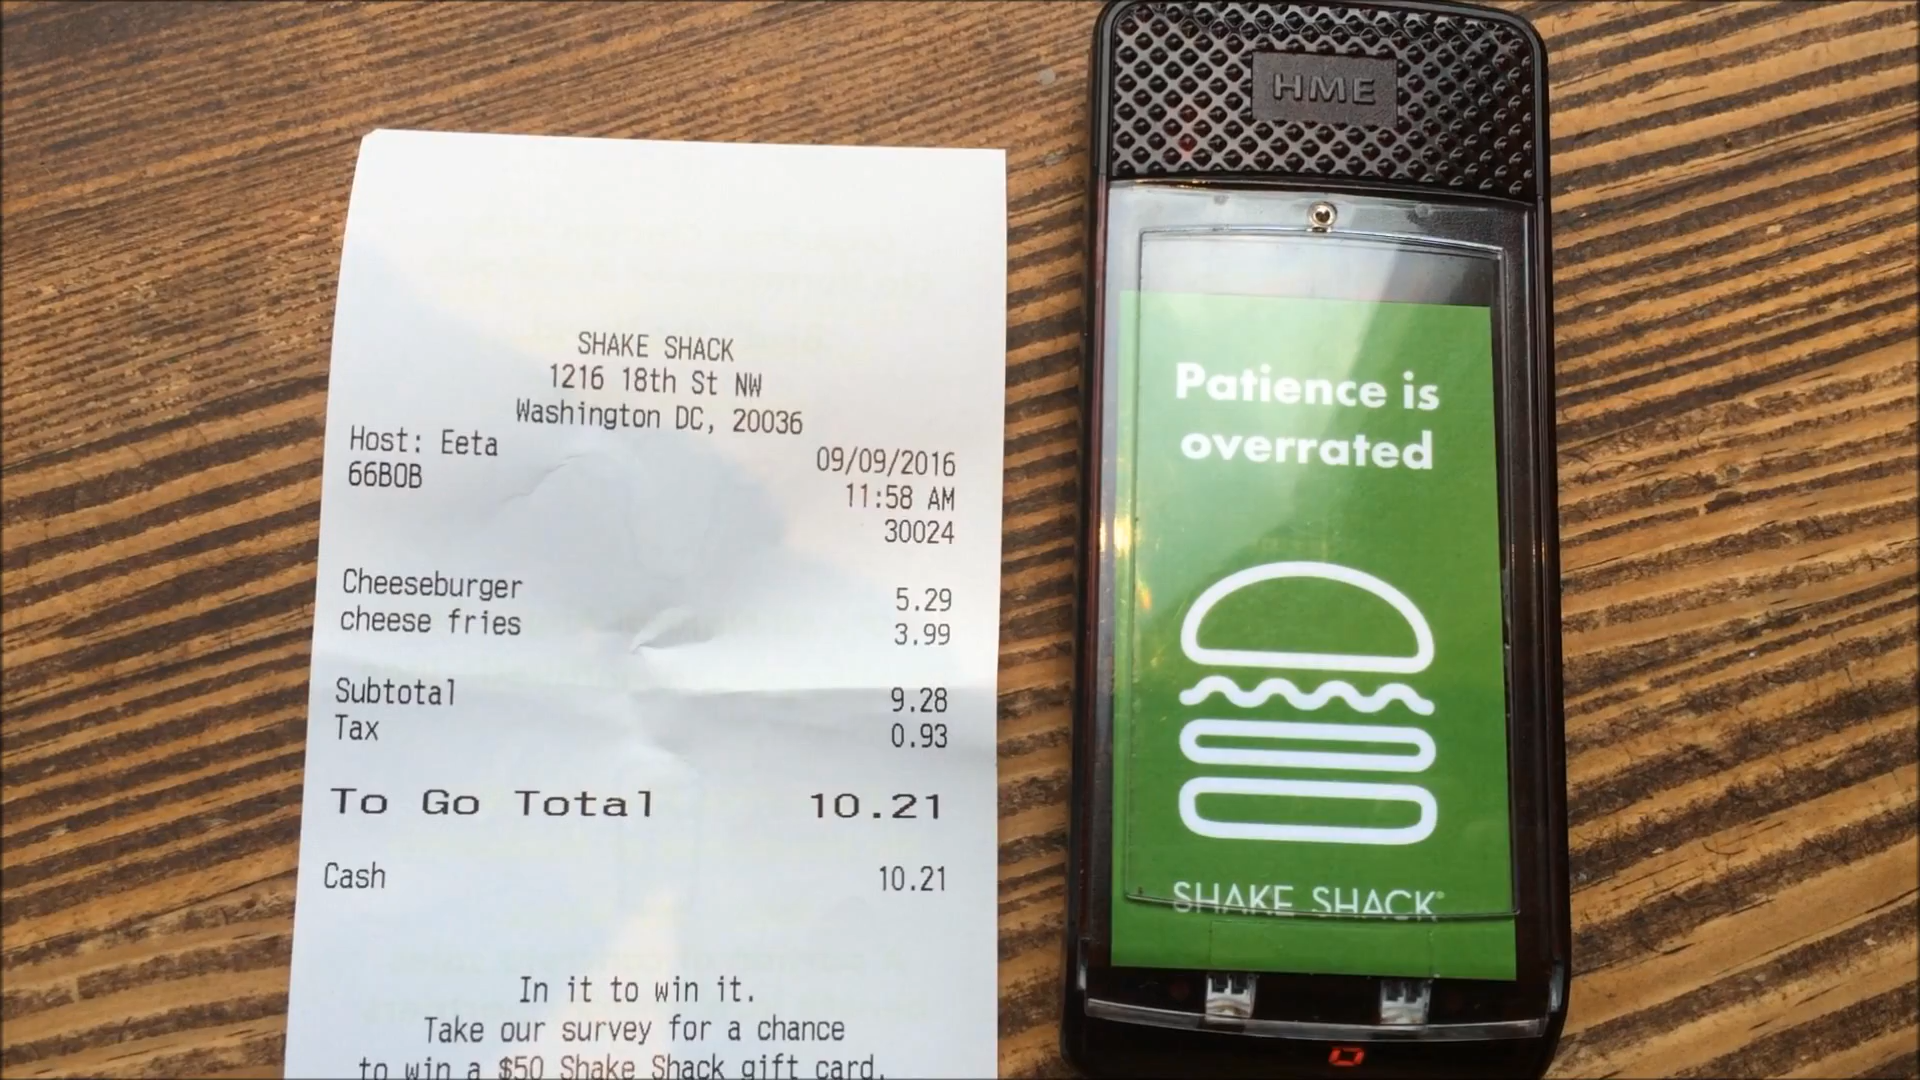 SHAKE SHACK
1216 18th St NW
Washington DC, 20036
Host: Eeta 09/09/2016
66BOB 11:58 AM
30024
Cheeseburger 5.29
cheese fries 3.99
Subtotal 9.28
Tax 0.93
To Go Total 10.21
Cash 10.21
In it to win it.
Take our survey for a chance
to win a $50 Shake Shack gift card.
HME
Patience is
overrated
SHAKE SHACK